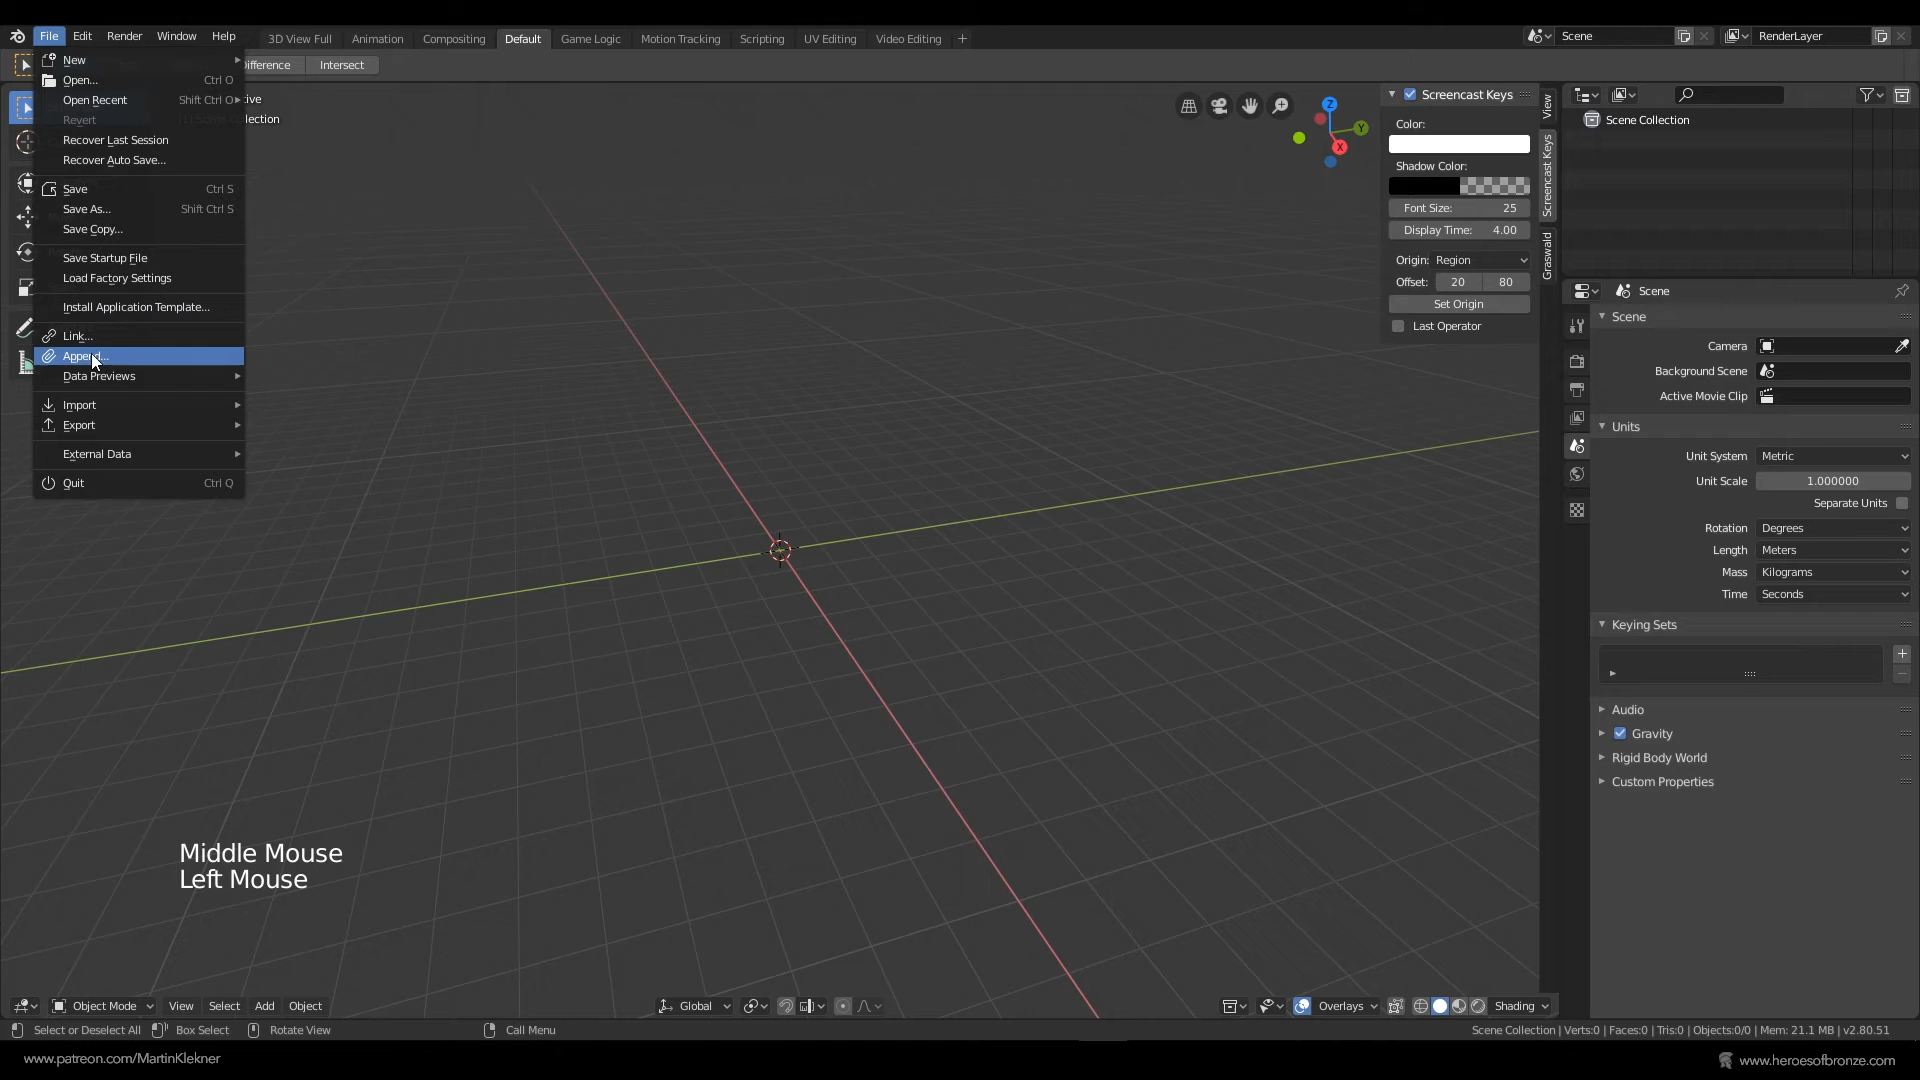 File Edit Render Window Help 3D View Full Animation Compositing Default Game Logic Motion Tracking Scripting UV Editing Video Editing + Scene RenderLayer
New
Open... Ctrl O
Open Recent Shift Ctrl O
Revert
Recover Last Session
Recover Auto Save...
Save Ctrl S
Save As... Shift Ctrl S
Save Copy...
Save Startup File
Load Factory Settings
Install Application Template...
Link...
Append...
Data Previews
Import
Export
External Data
Quit Ctrl Q
ifference Intersect
tive
llection
Z
Y
X
Screencast Keys
Color:
Shadow Color:
Font Size: 25
Display Time: 4.00
Origin: Region
Offset: 20 80
Set Origin
Last Operator
View
Screencast Keys
Graswald
Scene Collection
Scene
Scene
Camera
Background Scene
Active Movie Clip
Units
Unit System Metric
Unit Scale 1.000000
Separate Units
Rotation Degrees
Length Meters
Mass Kilograms
Time Seconds
Keying Sets
Audio
Gravity
Rigid Body World
Custom Properties
Middle Mouse
Left Mouse
Object Mode View Select Add Object Global Overlays Shading
Select or Deselect All Box Select Rotate View Call Menu Scene Collection | Verts:0 | Faces:0 | Tris:0 | Objects:0/0 | Mem: 21.1 MB | v2.80.51
www.patreon.com/MartinKlekner www.heroesofbronze.com